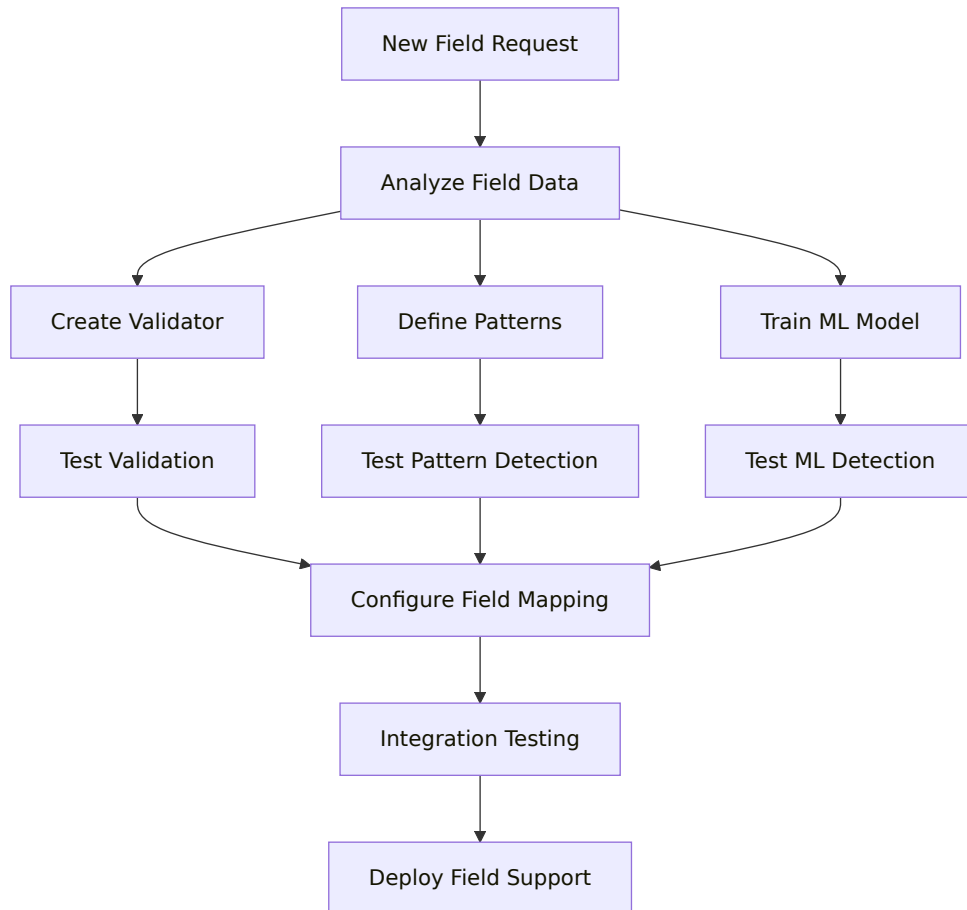 New Field Request
Analyze Field Data
Create Validator
Define Patterns
Train ML Model
Test Validation
Test Pattern Detection
Test ML Detection
Configure Field Mapping
Integration Testing
Deploy Field Support